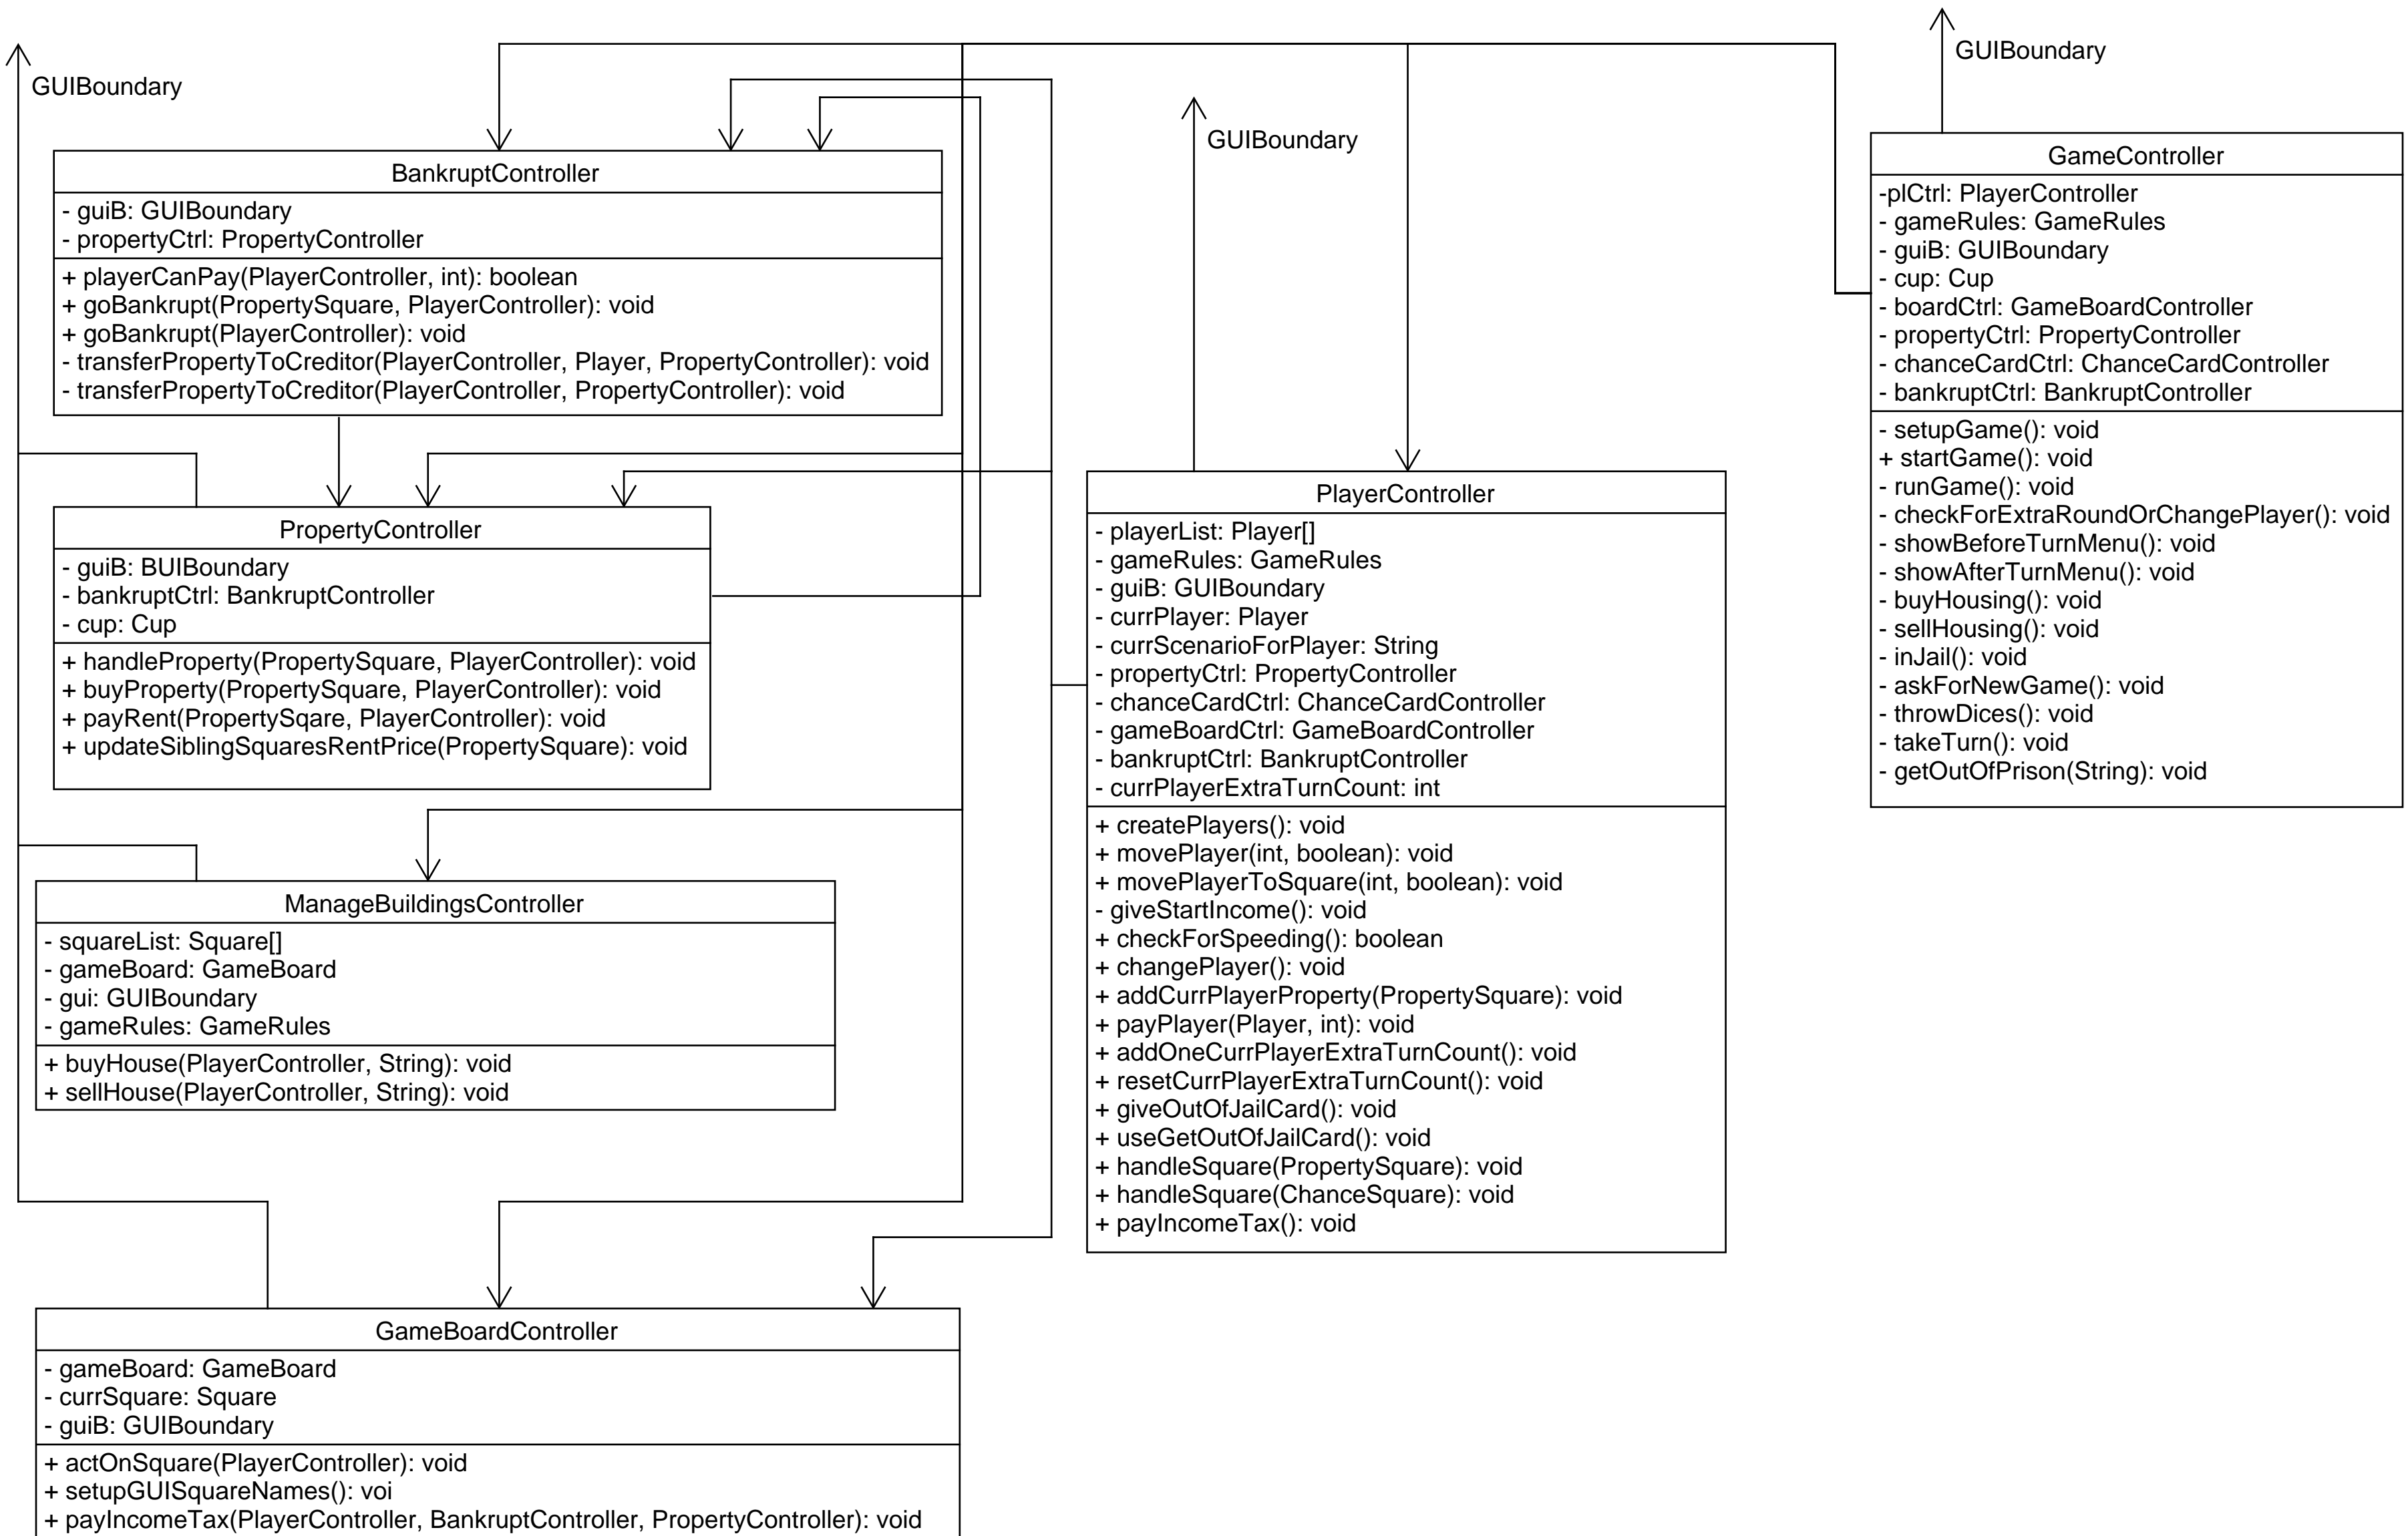 GUIBoundary
BankruptController
- guiB: GUIBoundary
- propertyCtrl: PropertyController
+ playerCanPay(PlayerController, int): boolean
+ goBankrupt(PropertySquare, PlayerController): void
+ goBankrupt(PlayerController): void
- transferPropertyToCreditor(PlayerController, Player, PropertyController): void
- transferPropertyToCreditor(PlayerController, PropertyController): void
PropertyController
- guiB: BUIBoundary
- bankruptCtrl: BankruptController
- cup: Cup
+ handleProperty(PropertySquare, PlayerController): void
+ buyProperty(PropertySquare, PlayerController): void
+ payRent(PropertySqare, PlayerController): void
+ updateSiblingSquaresRentPrice(PropertySquare): void
ManageBuildingsController
- squareList: Square[]
- gameBoard: GameBoard
- gui: GUIBoundary
- gameRules: GameRules
+ buyHouse(PlayerController, String): void
+ sellHouse(PlayerController, String): void
GameBoardController
- gameBoard: GameBoard
- currSquare: Square
- guiB: GUIBoundary
+ actOnSquare(PlayerController): void
+ setupGUISquareNames(): voi
+ payIncomeTax(PlayerController, BankruptController, PropertyController): void
GUIBoundary
PlayerController
- playerList: Player[]
- gameRules: GameRules
- guiB: GUIBoundary
- currPlayer: Player
- currScenarioForPlayer: String
- propertyCtrl: PropertyController
- chanceCardCtrl: ChanceCardController
- gameBoardCtrl: GameBoardController
- bankruptCtrl: BankruptController
- currPlayerExtraTurnCount: int
+ createPlayers(): void
+ movePlayer(int, boolean): void
+ movePlayerToSquare(int, boolean): void
- giveStartIncome(): void
+ checkForSpeeding(): boolean
+ changePlayer(): void
+ addCurrPlayerProperty(PropertySquare): void
+ payPlayer(Player, int): void
+ addOneCurrPlayerExtraTurnCount(): void
+ resetCurrPlayerExtraTurnCount(): void
+ giveOutOfJailCard(): void
+ useGetOutOfJailCard(): void
+ handleSquare(PropertySquare): void
+ handleSquare(ChanceSquare): void
+ payIncomeTax(): void
GUIBoundary
GameController
-plCtrl: PlayerController
- gameRules: GameRules
- guiB: GUIBoundary
- cup: Cup
- boardCtrl: GameBoardController
- propertyCtrl: PropertyController
- chanceCardCtrl: ChanceCardController
- bankruptCtrl: BankruptController
- setupGame(): void
+ startGame(): void
- runGame(): void
- checkForExtraRoundOrChangePlayer(): void
- showBeforeTurnMenu(): void
- showAfterTurnMenu(): void
- buyHousing(): void
- sellHousing(): void
- inJail(): void
- askForNewGame(): void
- throwDices(): void
- takeTurn(): void
- getOutOfPrison(String): void